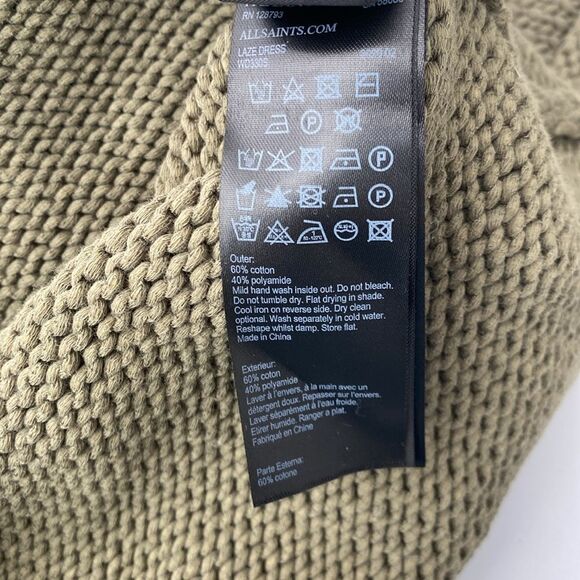 RN 128793
ALLSAINTS.COM
LAZE DRESS
WD330S
P
P
P
Outer:
60% cotton
40% polyamide
Mild hand wash inside out. Do not bleach.
Do not tumble dry. Flat drying in shade.
Cool iron on reverse side. Dry clean
optional. Wash separately in cold water.
Reshape whilst damp. Store flat.
Made in China
Exterieur:
60% coton
40% polyamide
Laver à l'envers, à la main avec un
détergent doux. Repasser sur l'envers.
Laver séparément à l'eau froide.
Etirer humide. Ranger a plat.
Fabriqué en China
Parte Esterna:
60% cotone